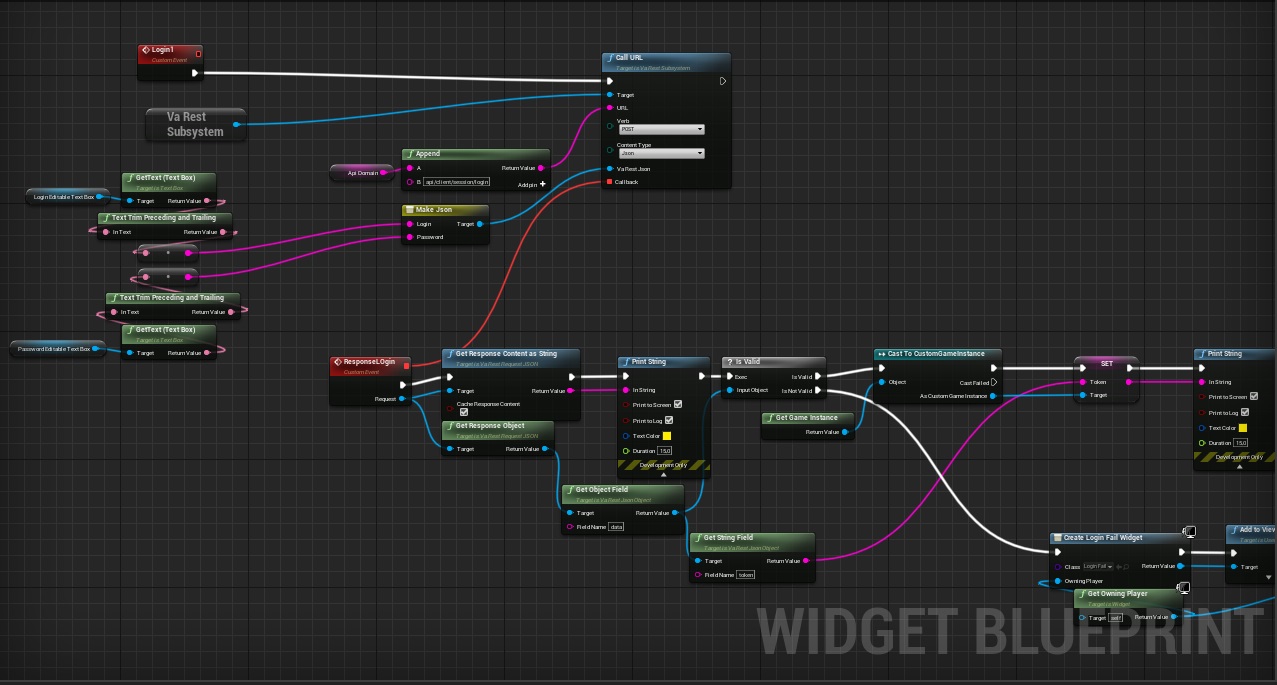 Login1
Custom Event
Va Rest
Subsystem
Call URL
Target is Va Rest Subsystem
Target
URL
Verb
POST
Content Type
Json
Va Rest Json
Callback
Api Domain
Append
A
Return Value
B
api/client/session/login
Add pin
Make Json
Login
Target
Password
GetText (Text Box)
Target is Text Box
Login Editable Text Box
Target
Return Value
Text Trim Preceding and Trailing
In Text
Return Value
Text Trim Preceding and Trailing
In Text
Return Value
GetText (Text Box)
Target is Text Box
Password Editable Text Box
Target
Return Value
ResponseLOgin
Custom Event
Request
Get Response Content as String
Target is Va Rest Request JSON
Target
Return Value
Cache Response Content
Get Response Object
Target is Va Rest Request JSON
Target
Return Value
Print String
In String
Print to Screen
Print to Log
Text Color
Duration
15.0
Development Only
? Is Valid
Exec
Is Valid
Input Object
Is Not Valid
Get Game Instance
Return Value
Cast To CustomGameInstance
Object
Cast Failed
As Custom Game Instance
SET
Token
Target
Print String
In String
Print to Screen
Print to Log
Text Color
Duration
15.0
Development Only
Get Object Field
Target is Va Rest Json Object
Target
Return Value
Field Name
data
Get String Field
Target is Va Rest Json Object
Target
Return Value
Field Name
token
Create Login Fail Widget
Class
Login Fail
Return Value
Owning Player
Get Owning Player
Target is Widget
Target
self
Return Value
Add to View
Target
WIDGET BLUEPRINT